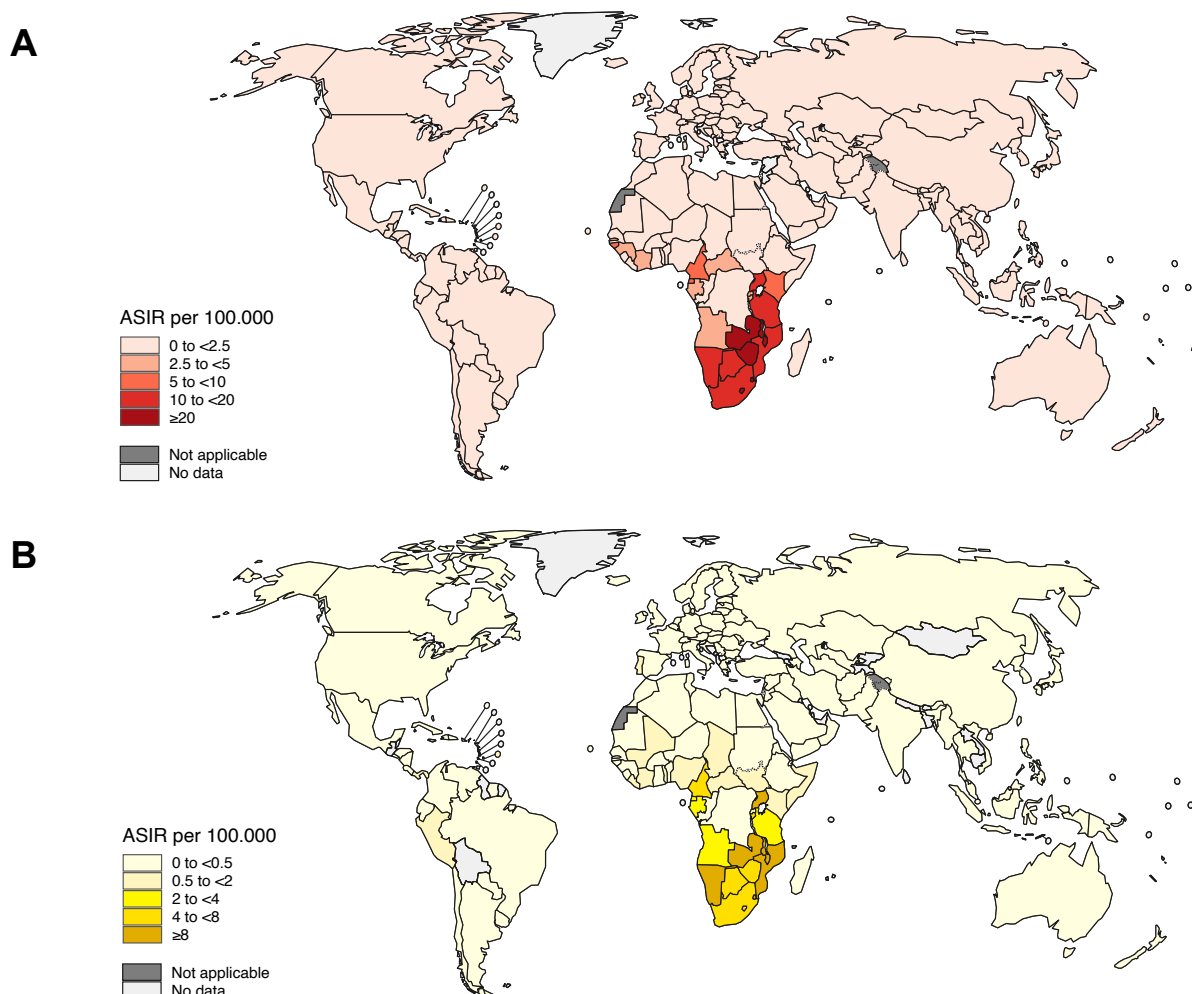 A
ASIR per 100.000
0 to <2.5
2.5 to <5
5 to <10
10 to <20
≥20
Not applicable
No data
B
ASIR per 100.000
0 to <0.5
0.5 to <2
2 to <4
4 to <8
≥8
Not applicable
No data